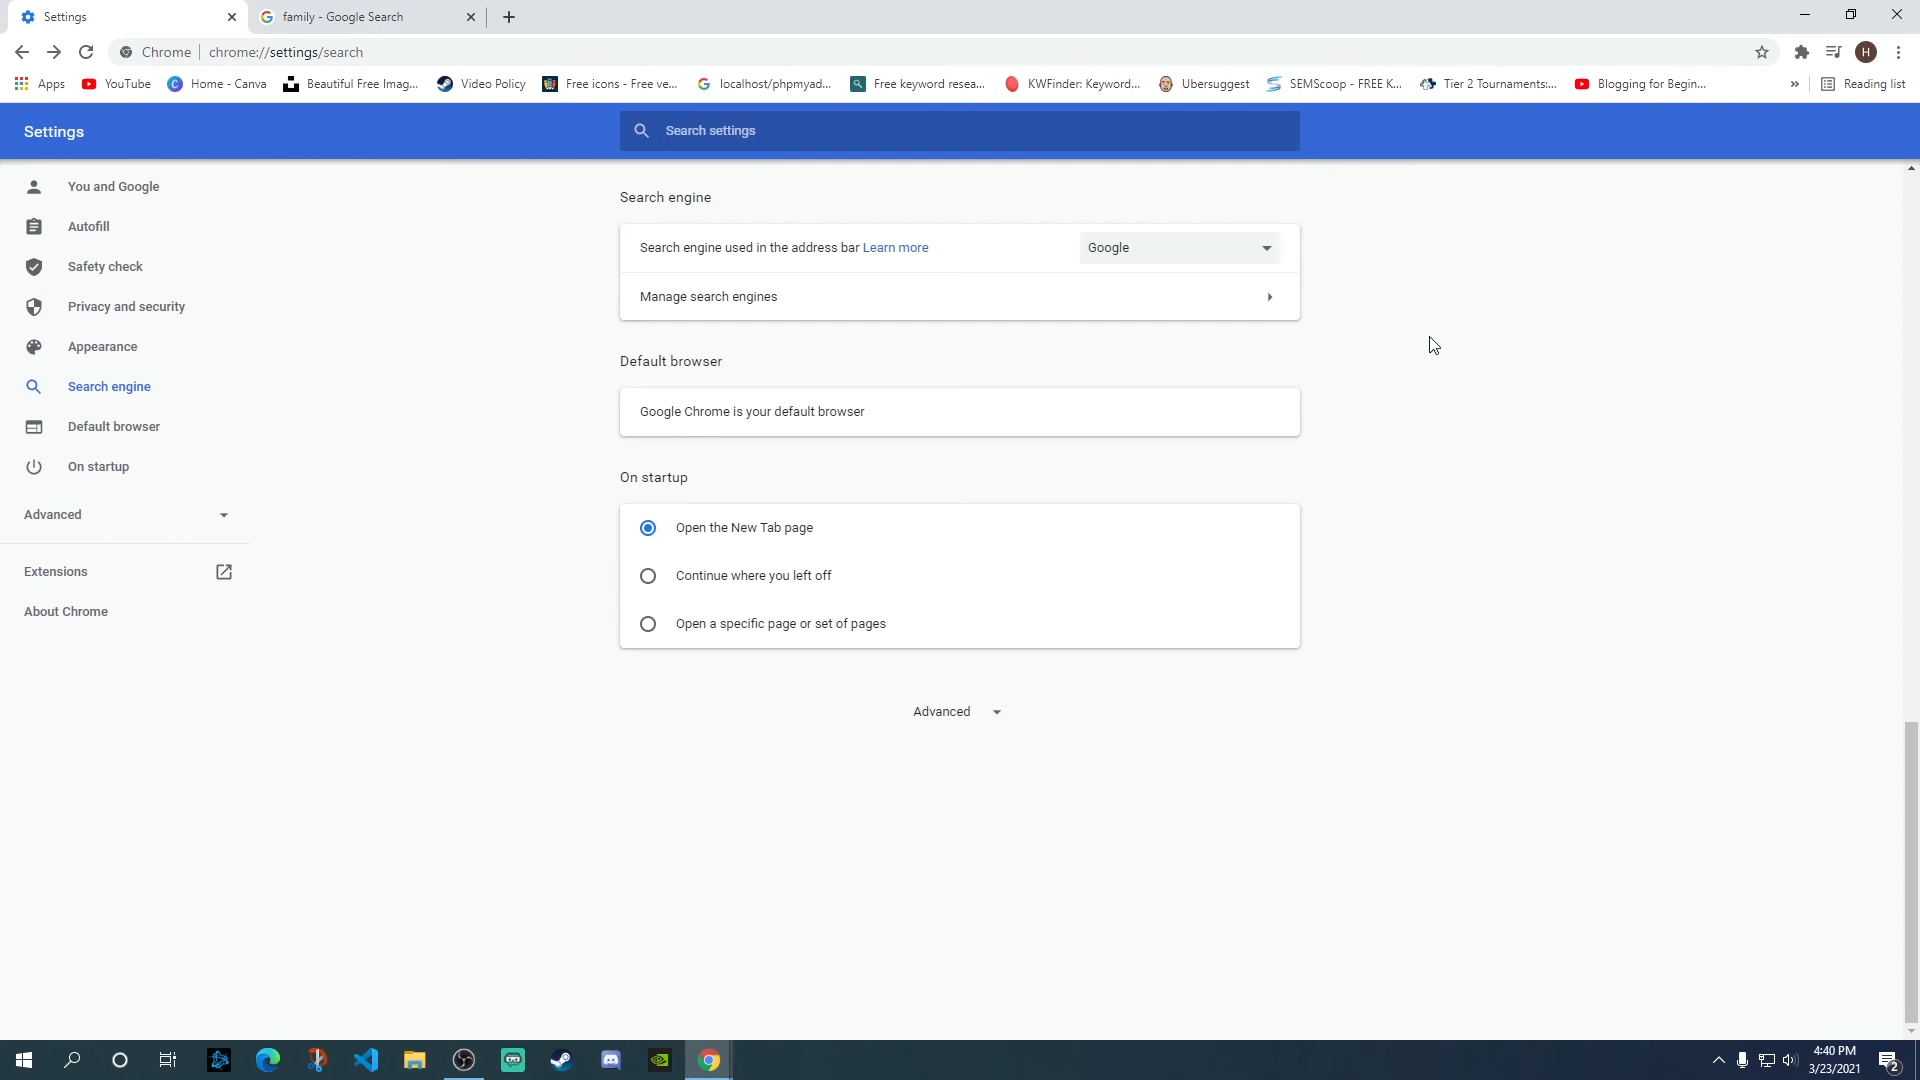 Settings
family - Google Search
Chrome
chrome://settings/search
H
Apps
YouTube
Home - Canva
Beautiful Free Imag...
Video Policy
Free icons - Free ve...
localhost/phpmyad...
Free keyword resea...
KWFinder: Keyword...
Ubersuggest
SEMScoop - FREE K...
Tier 2 Tournaments:...
Blogging for Begin...
»
Reading list
Settings
Search settings
You and Google
Autofill
Safety check
Privacy and security
Appearance
Search engine
Default browser
On startup
Advanced
Extensions
About Chrome
Search engine
Search engine used in the address bar Learn more
Google
Manage search engines
Default browser
Google Chrome is your default browser
On startup
Open the New Tab page
Continue where you left off
Open a specific page or set of pages
Advanced
4:40 PM
3/23/2021
2